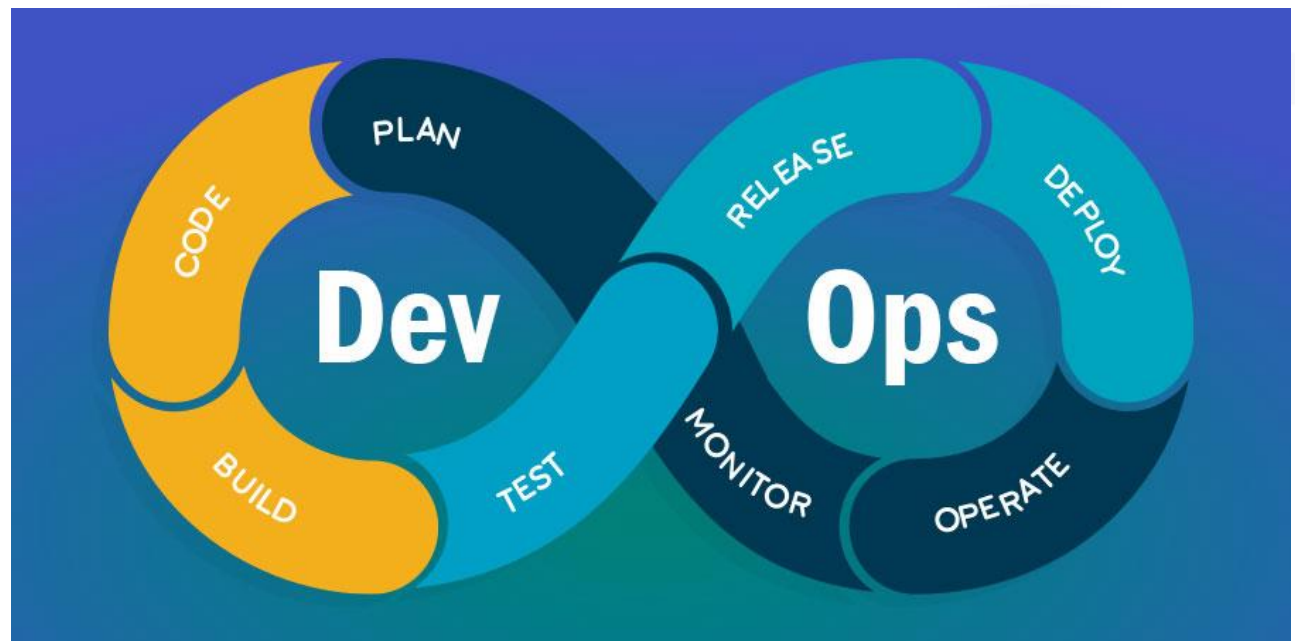 PLAN
CODE
BUILD
TEST
RELEASE
DEPLOY
OPERATE
MONITOR
Dev
Ops